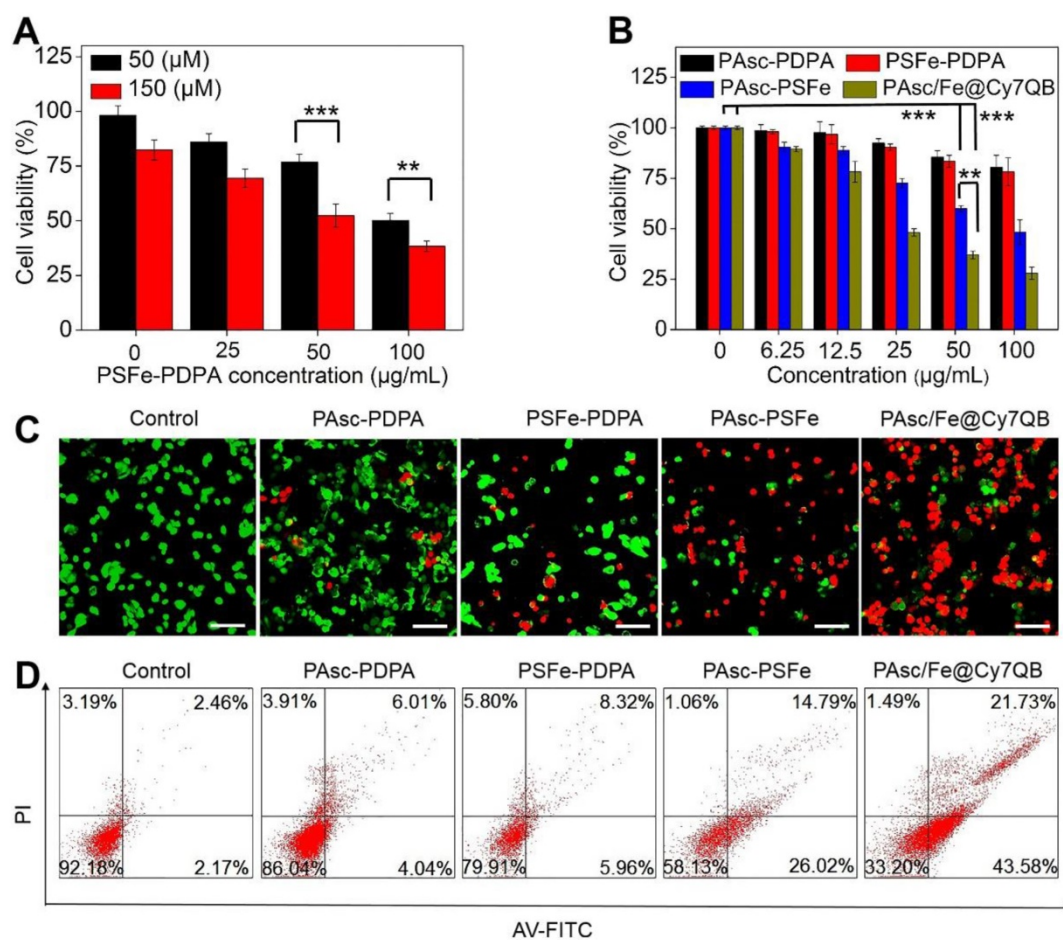 A
125
100
75
50
25
0
Cell viability (%)
50 (µM)
150 (µM)
***
**
0 25 50 100
PSFe-PDPA concentration (µg/mL)
B
125
100
75
50
25
0
Cell viability (%)
PAsc-PDPA PSFe-PDPA
PAsc-PSFe PAsc/Fe@Cy7QB
*** ***
**
0 6.25 12.5 25 50 100
Concentration (µg/mL)
C
Control PAsc-PDPA PSFe-PDPA PAsc-PSFe PAsc/Fe@Cy7QB
D
Control PAsc-PDPA PSFe-PDPA PAsc-PSFe PAsc/Fe@Cy7QB
3.19% 2.46% 3.91% 6.01% 5.80% 8.32% 1.06% 14.79% 1.49% 21.73%
PI
92.18% 2.17% 86.04% 4.04% 79.91% 5.96% 58.13% 26.02% 33.20% 43.58%
AV-FITC